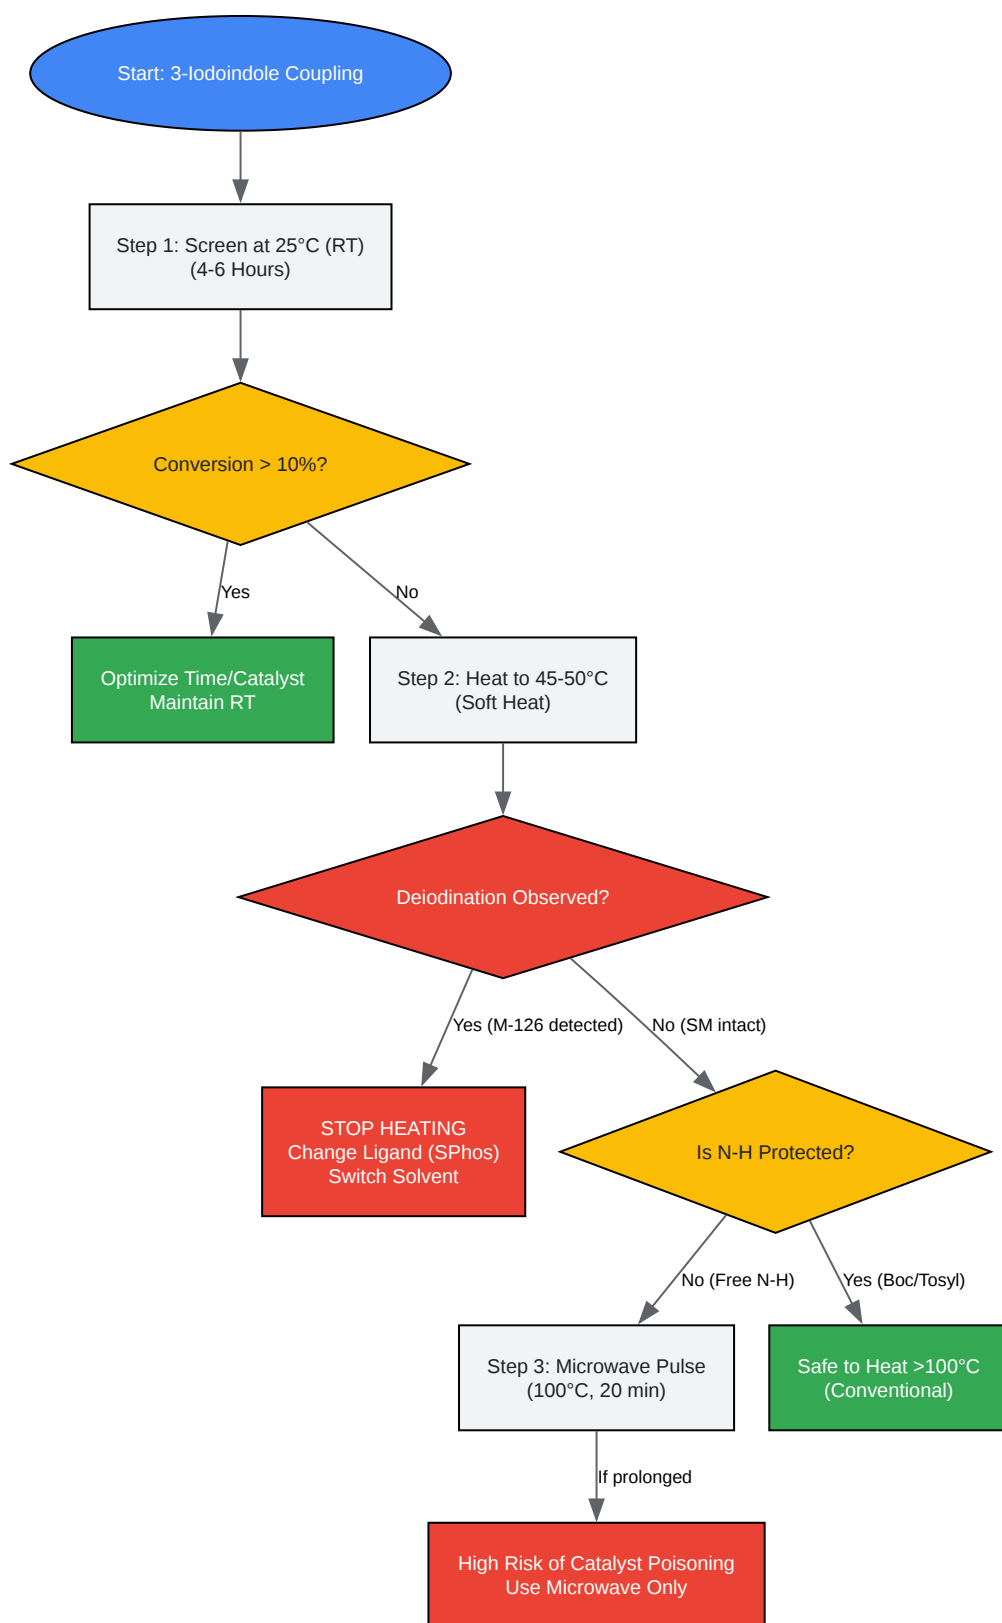 Start: 3-Iodoindole Coupling
Step 1: Screen at 25°C (RT)
(4-6 Hours)
Conversion > 10%?
Yes
No
Optimize Time/Catalyst
Maintain RT
Step 2: Heat to 45-50°C
(Soft Heat)
Deiodination Observed?
Yes (M-126 detected)
No (SM intact)
STOP HEATING
Change Ligand (SPhos)
Switch Solvent
Is N-H Protected?
No (Free N-H)
Yes (Boc/Tosyl)
Step 3: Microwave Pulse
(100°C, 20 min)
Safe to Heat >100°C
(Conventional)
If prolonged
High Risk of Catalyst Poisoning
Use Microwave Only